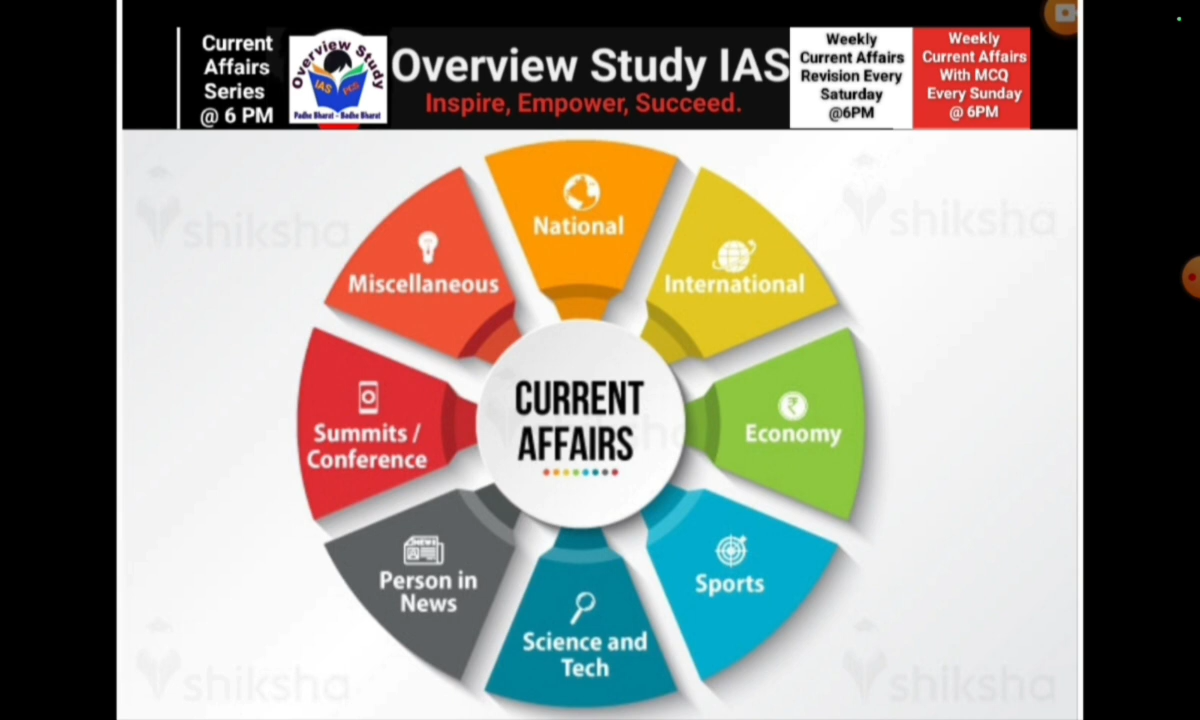 Current
Affairs
Series
@ 6 PM
Overview Study
IAS PCS
Padhe Bharat - Badhe Bharat
Overview Study IAS
Inspire, Empower, Succeed.
Weekly
Current Affairs
Revision Every
Saturday
@6PM
Weekly
Current Affairs
With MCQ
Every Sunday
@ 6PM
shiksha
shiksha
National
International
Miscellaneous
CURRENT
AFFAIRS
Economy
Summits /
Conference
Sports
Person in
News
NEWS
Science and
Tech
shiksha
shiksha